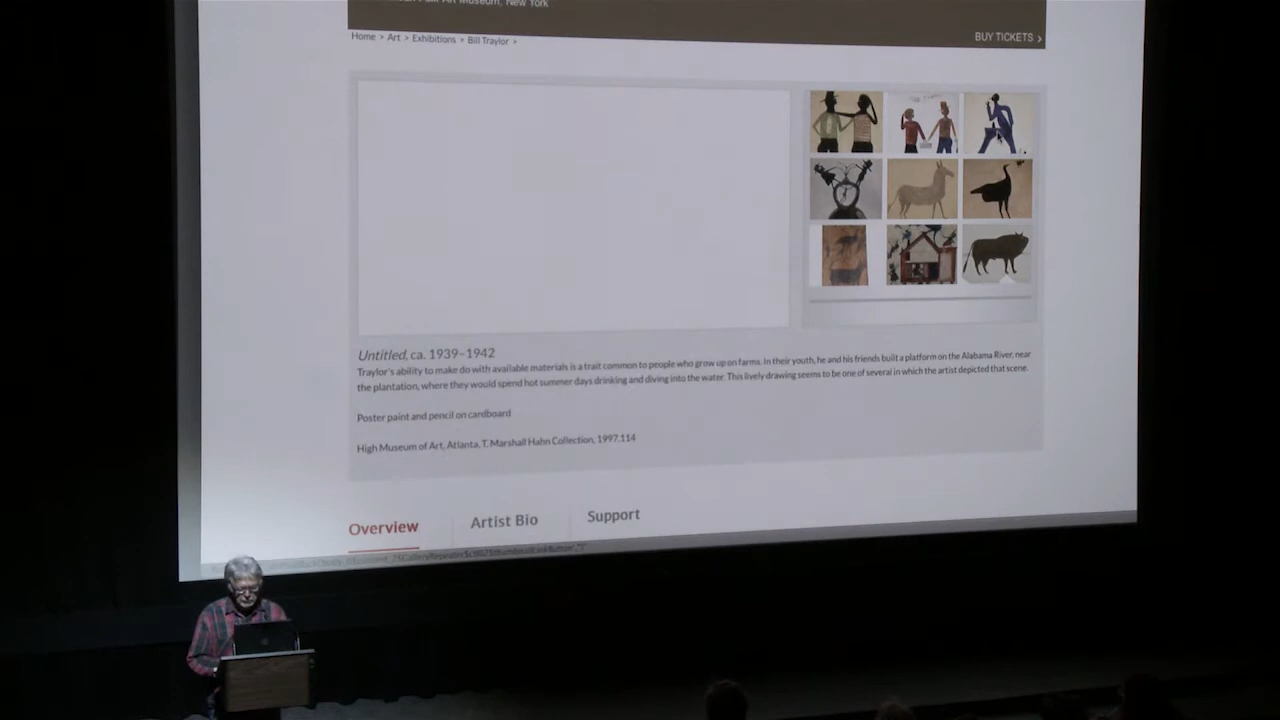 Art Museum, New York
Home > Art > Exhibitions > Bill Traylor >
BUY TICKETS >
Untitled, ca. 1939–1942
Traylor's ability to make do with available materials is a trait common to people who grow up on farms. In their youth, he and his friends built a platform on the Alabama River, near
the plantation, where they would spend hot summer days drinking and diving into the water. This lively drawing seems to be one of several in which the artist depicted that scene.
Poster paint and pencil on cardboard
High Museum of Art, Atlanta, T. Marshall Hahn Collection, 1997.114
Overview
Artist Bio
Support